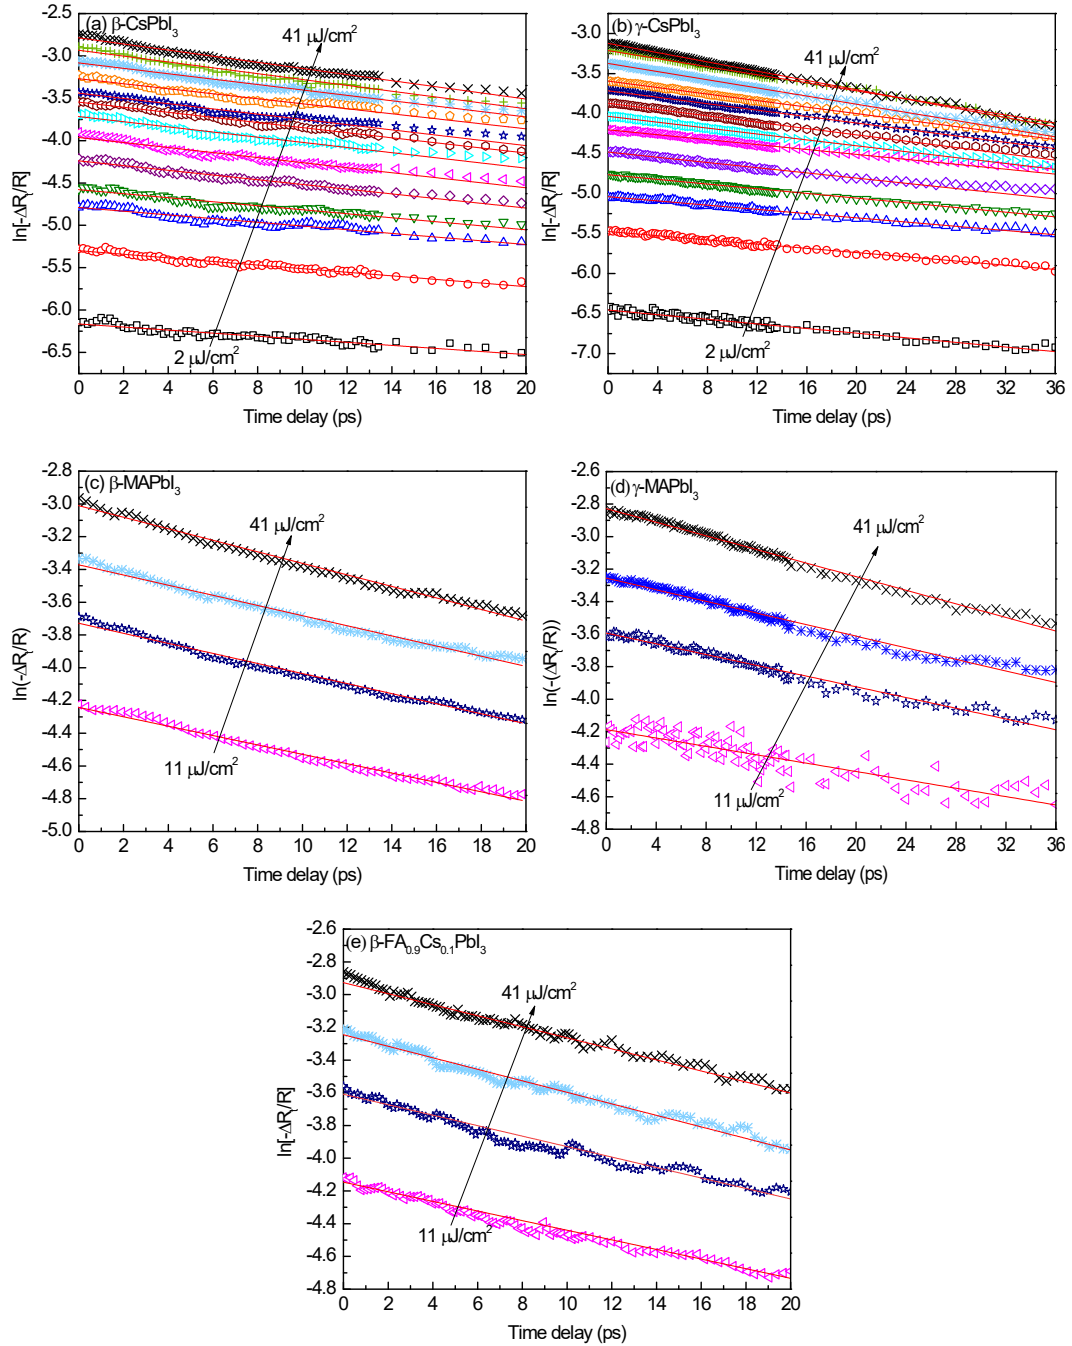 (a) β-CsPbI3
41 μJ/cm2
2 μJ/cm2
-2.5
-3.0
-3.5
-4.0
-4.5
-5.0
-5.5
-6.0
-6.5
ln[-ΔRt/R]
0 2 4 6 8 10 12 14 16 18 20
Time delay (ps)
(b) γ-CsPbI3
41 μJ/cm2
2 μJ/cm2
-3.0
-3.5
-4.0
-4.5
-5.0
-5.5
-6.0
-6.5
-7.0
ln[-ΔRt/R]
0 4 8 12 16 20 24 28 32 36
Time delay (ps)
(c) β-MAPbI3
41 μJ/cm2
11 μJ/cm2
-2.8
-3.0
-3.2
-3.4
-3.6
-3.8
-4.0
-4.2
-4.4
-4.6
-4.8
-5.0
ln(-ΔRt/R)
0 2 4 6 8 10 12 14 16 18 20
Time delay (ps)
(d) γ-MAPbI3
41 μJ/cm2
11 μJ/cm2
-2.6
-2.8
-3.0
-3.2
-3.4
-3.6
-3.8
-4.0
-4.2
-4.4
-4.6
-4.8
ln(-(ΔRt/R))
0 4 8 12 16 20 24 28 32 36
Time delay (ps)
(e) β-FA0.9Cs0.1PbI3
41 μJ/cm2
11 μJ/cm2
-2.6
-2.8
-3.0
-3.2
-3.4
-3.6
-3.8
-4.0
-4.2
-4.4
-4.6
-4.8
ln[-ΔRt/R]
0 2 4 6 8 10 12 14 16 18 20
Time delay (ps)